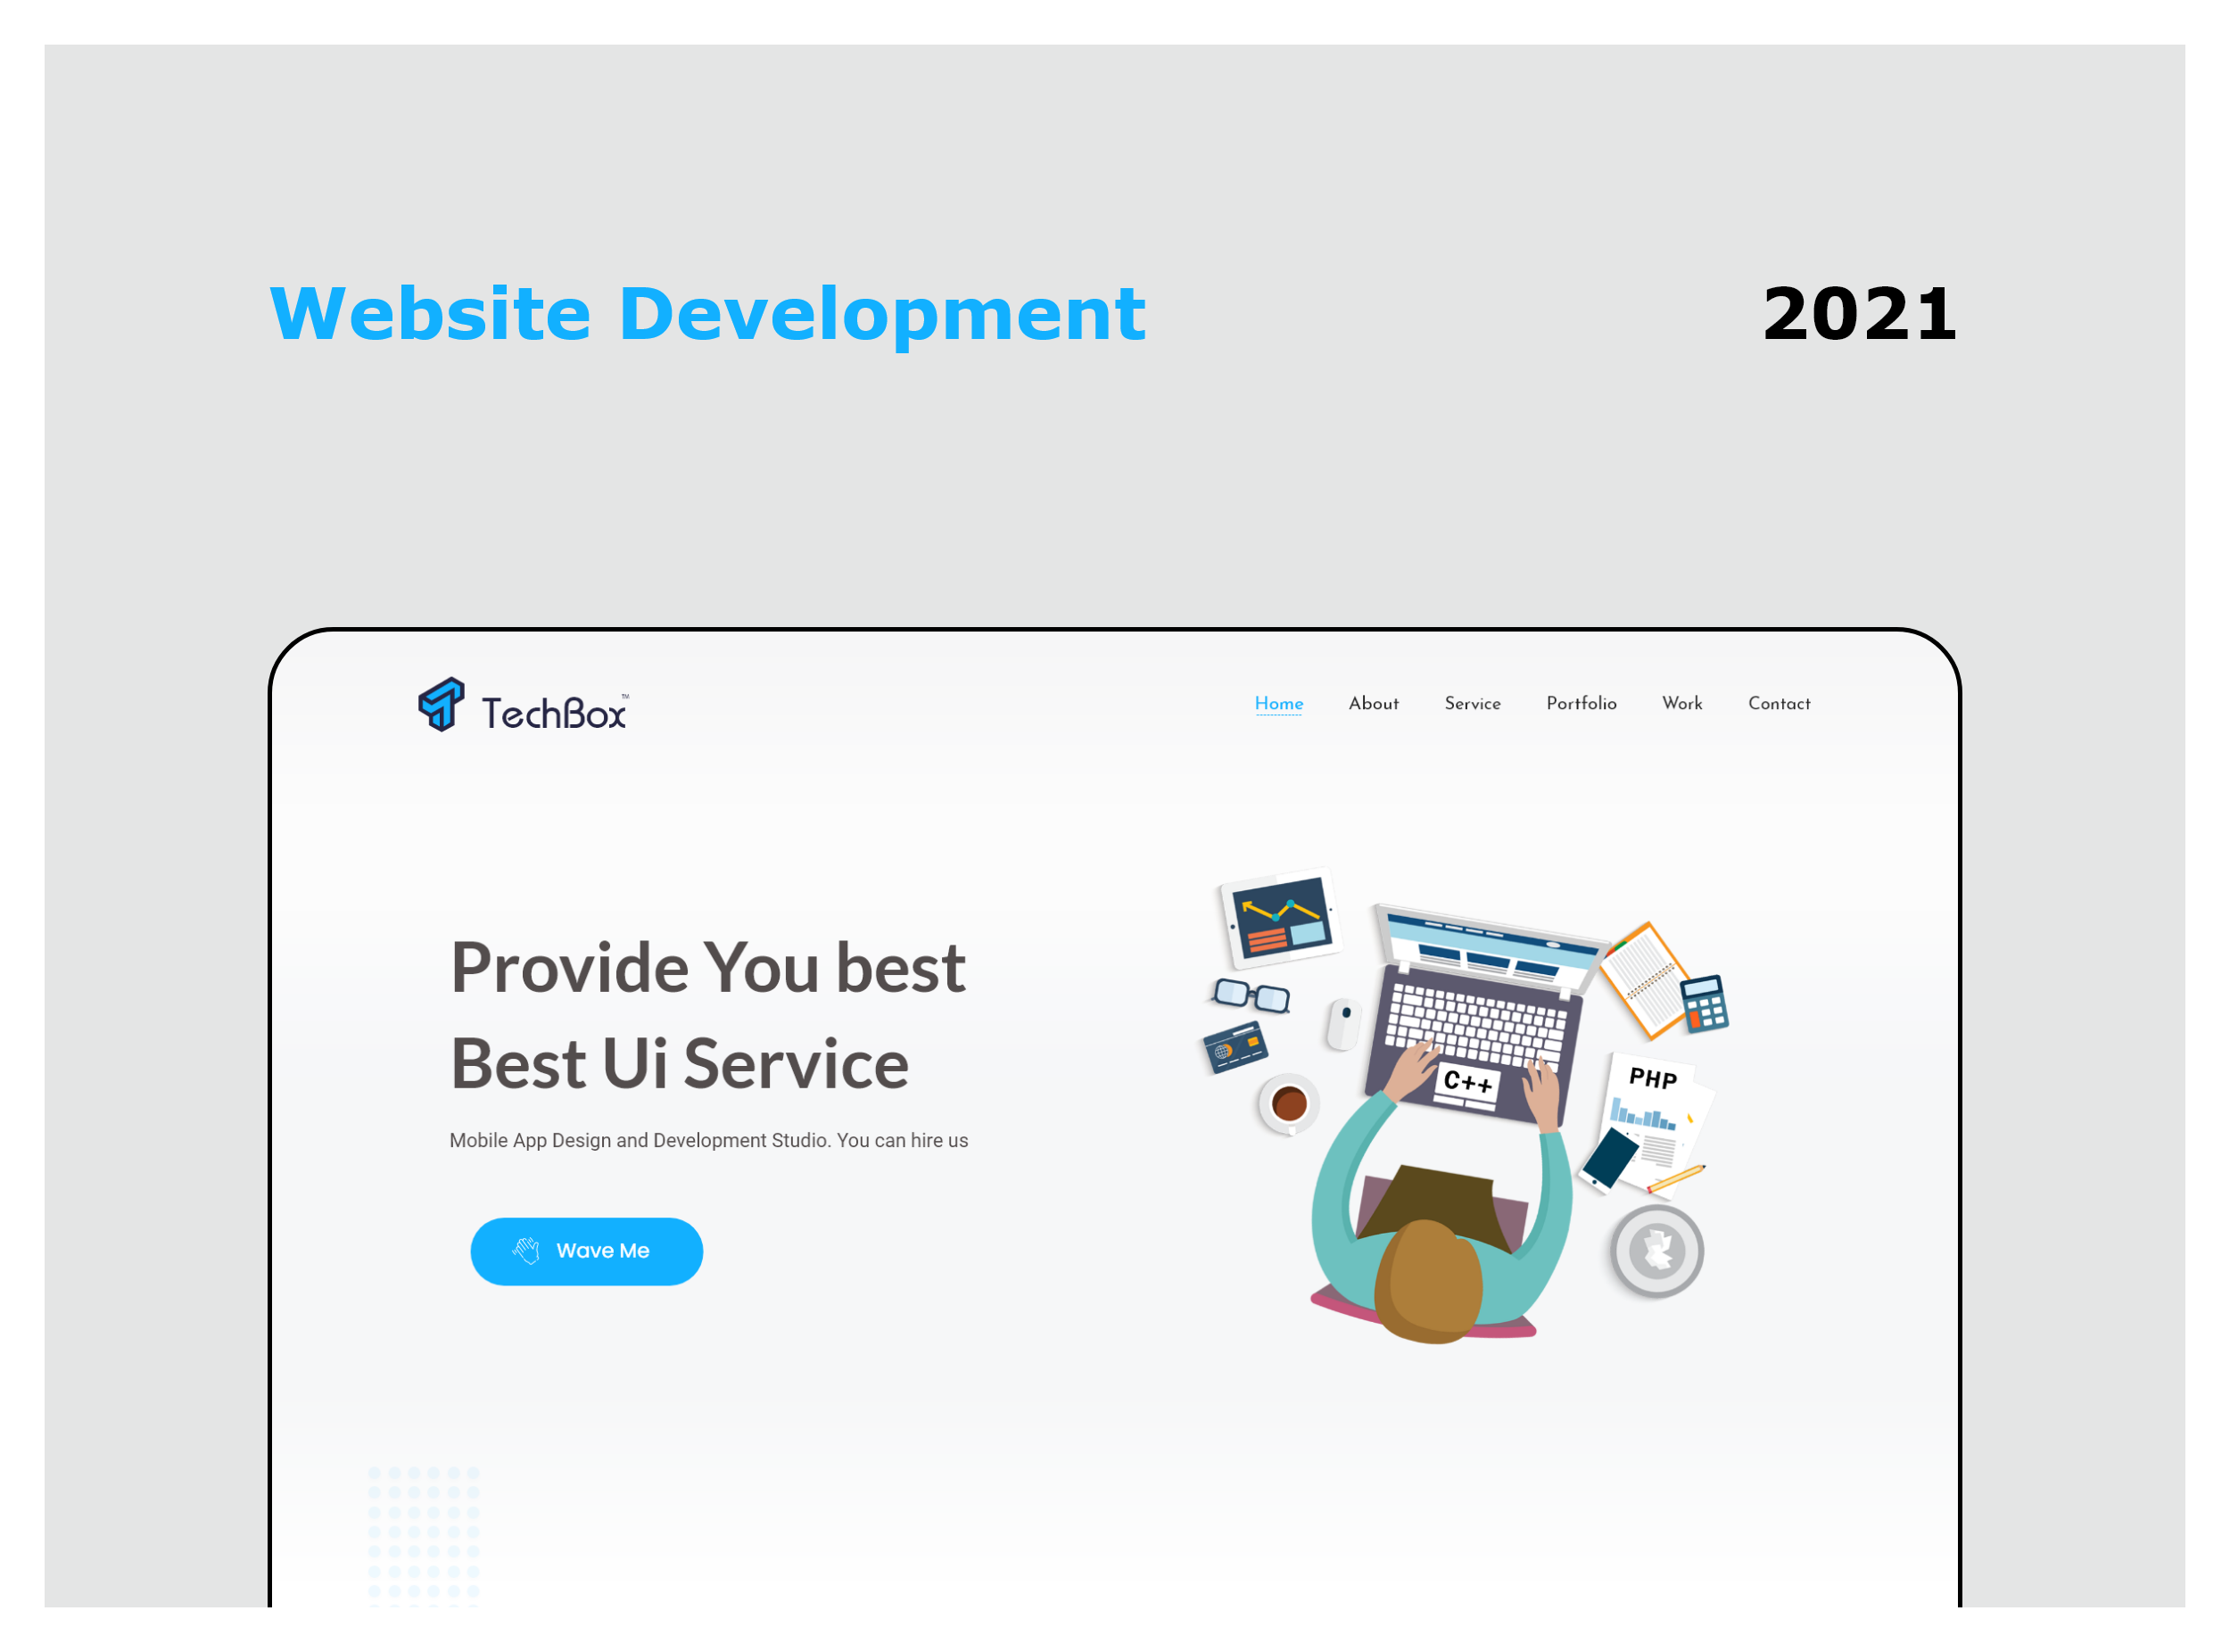 Website Development
2021
TechBox™
Home About Service Portfolio Work Contact
Provide You best
Best Ui Service
Mobile App Design and Development Studio. You can hire us
Wave Me
C++
PHP